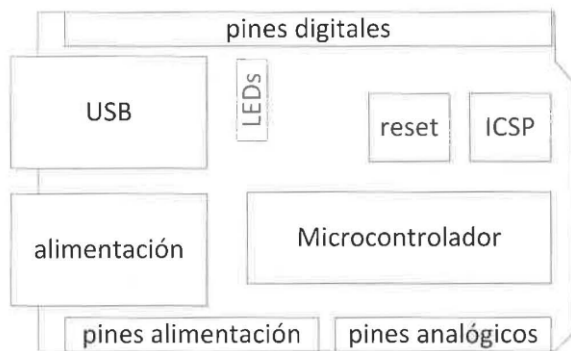 pines digitales
USB
LEDs
reset
ICSP
alimentación
Microcontrolador
pines alimentación
pines analógicos